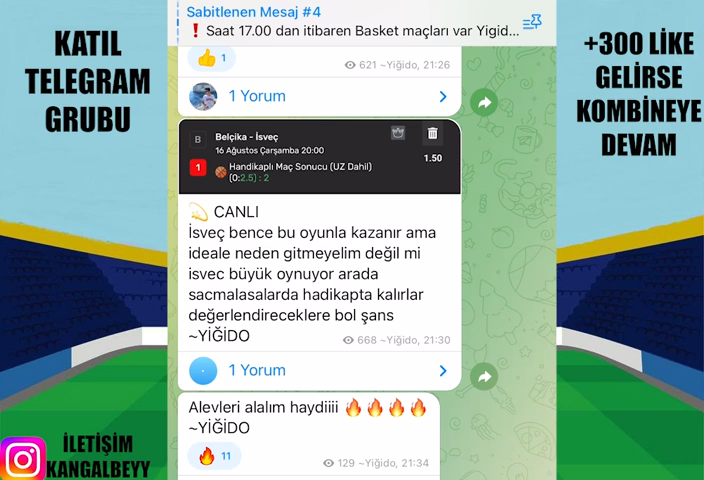 KATIL
TELEGRAM
GRUBU
Sabitlenen Mesaj #4
❗ Saat 17.00 dan itibaren Basket maçları var Yigid...
+300 LİKE
GELİRSE
KOMBİNEYE
DEVAM
👍 1
621 ~Yiğido, 21:26
1 Yorum
B
Belçika - İsveç
16 Ağustos Çarşamba 20:00
1
Handikaplı Maç Sonucu (UZ Dahil)
(0:2.5) : 2
1.50
💫 CANLI
İsveç bence bu oyunla kazanır ama
ideale neden gitmeyelim değil mi
isvec büyük oynuyor arada
sacmalasalarda hadikapta kalırlar
değerlendireceklere bol şans
~YİĞİDO
668 ~Yiğido, 21:30
1 Yorum
Alevleri alalım haydiiii 🔥🔥🔥🔥
~YİĞİDO
🔥 11
129 ~Yiğido, 21:34
İLETİŞİM
KANGALBEYY